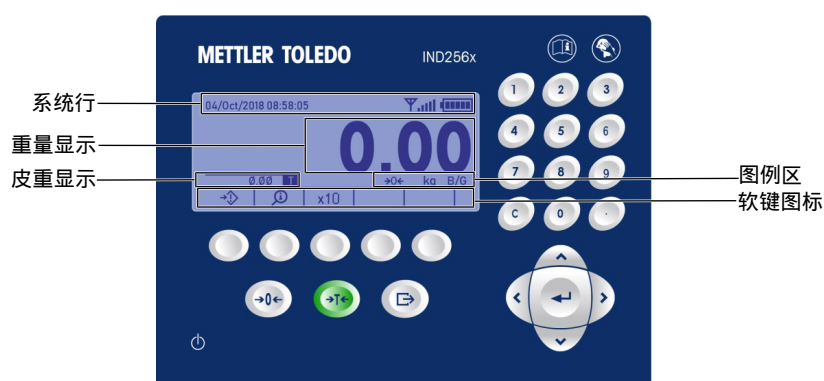 METTLER TOLEDO
IND256x
系统行
04/Oct/2018 08:58:05
重量显示
0.00
皮重显示
0.00 T
→0← kg B/G
图例区
x10
软键图标
1 2 3
4 5 6
7 8 9
C 0 .
→0← →T←